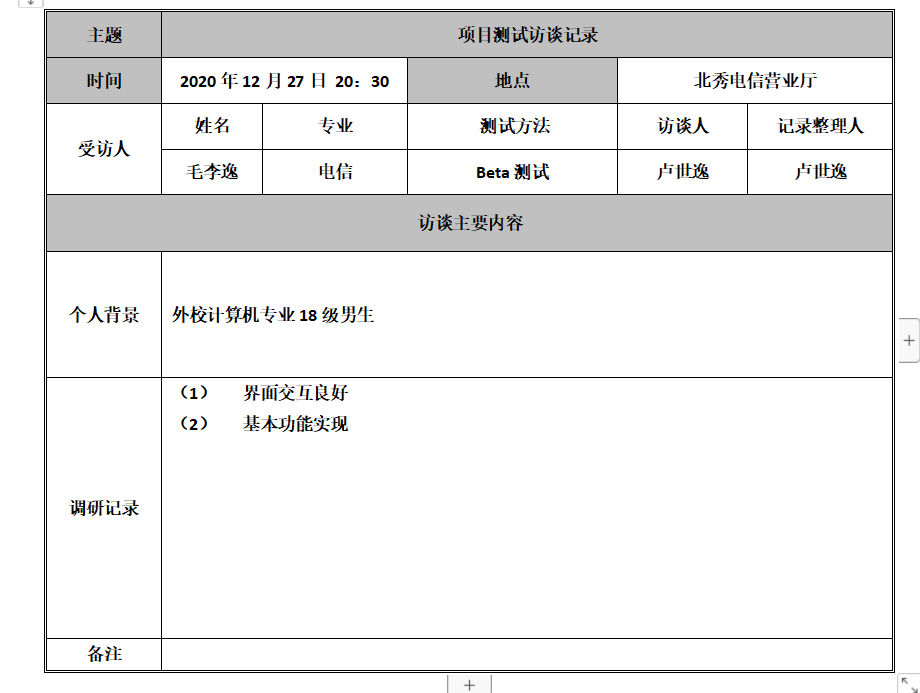 主题 项目测试访谈记录
时间 2020 年 12 月 27 日 20：30 地点 北秀电信营业厅
受访人 姓名 专业 测试方法 访谈人 记录整理人
毛李逸 电信 Beta 测试 卢世逸 卢世逸
访谈主要内容
个人背景 外校计算机专业 18 级男生
调研记录 （1） 界面交互良好
（2） 基本功能实现
备注